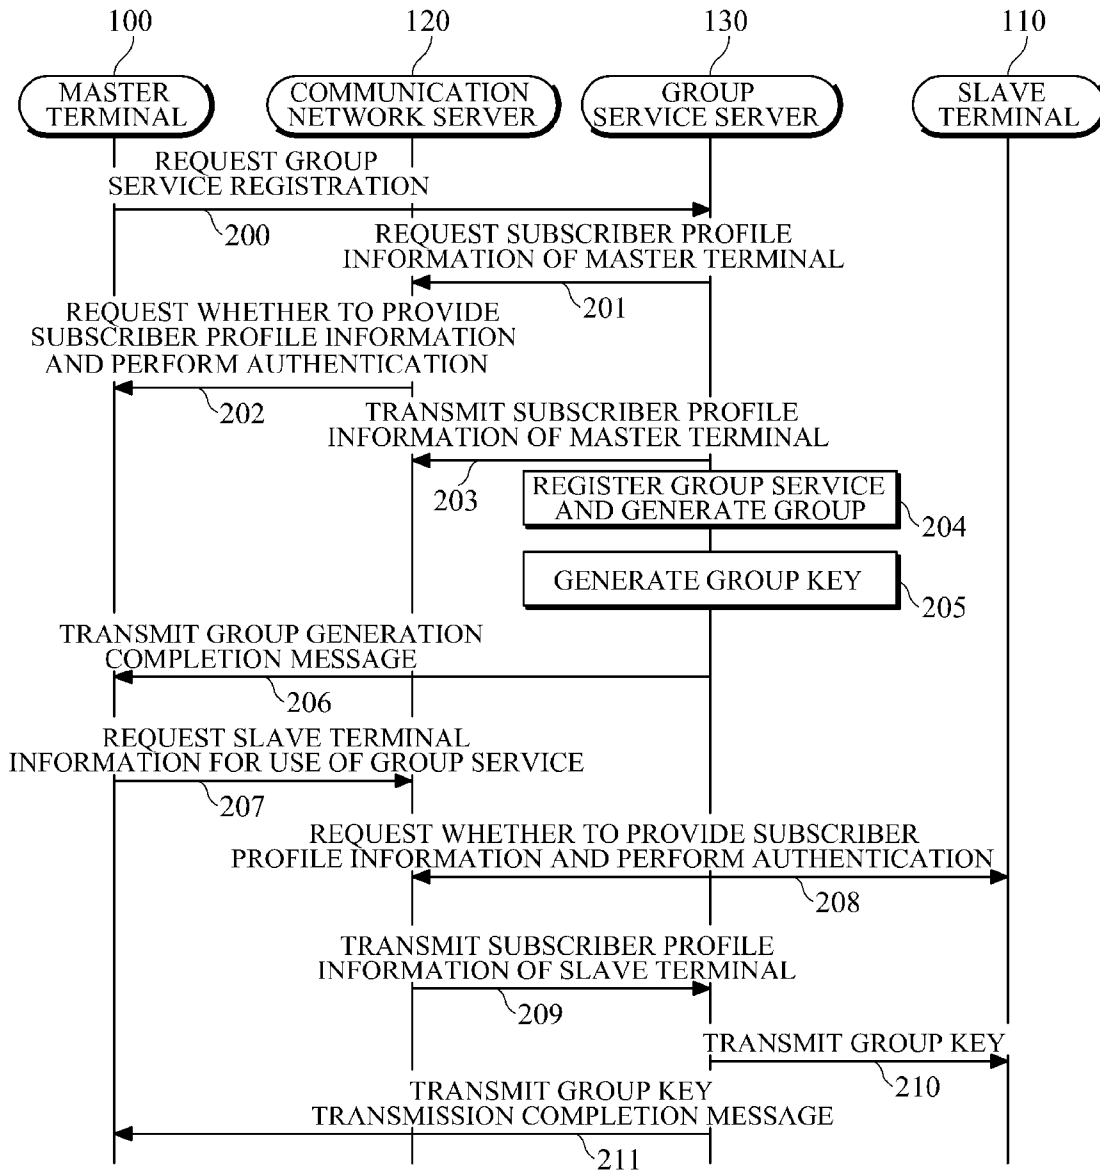 100
120
130
110
MASTER
TERMINAL
COMMUNICATION
NETWORK SERVER
GROUP
SERVICE SERVER
SLAVE
TERMINAL
REQUEST GROUP
SERVICE REGISTRATION
200
REQUEST SUBSCRIBER PROFILE
INFORMATION OF MASTER TERMINAL
201
REQUEST WHETHER TO PROVIDE
SUBSCRIBER PROFILE INFORMATION
AND PERFORM AUTHENTICATION
202
TRANSMIT SUBSCRIBER PROFILE
INFORMATION OF MASTER TERMINAL
203
REGISTER GROUP SERVICE
AND GENERATE GROUP
204
GENERATE GROUP KEY
205
TRANSMIT GROUP GENERATION
COMPLETION MESSAGE
206
REQUEST SLAVE TERMINAL
INFORMATION FOR USE OF GROUP SERVICE
207
REQUEST WHETHER TO PROVIDE SUBSCRIBER
PROFILE INFORMATION AND PERFORM AUTHENTICATION
208
TRANSMIT SUBSCRIBER PROFILE
INFORMATION OF SLAVE TERMINAL
209
TRANSMIT GROUP KEY
210
TRANSMIT GROUP KEY
TRANSMISSION COMPLETION MESSAGE
211